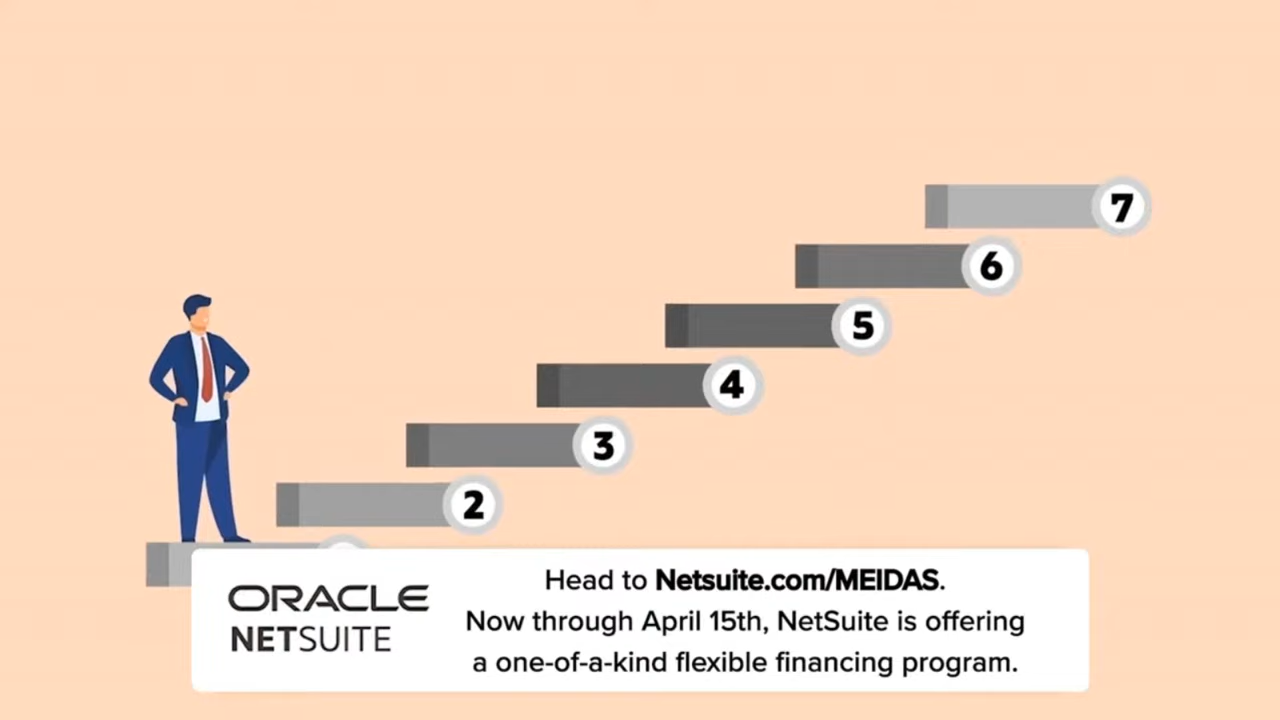 7
6
5
4
3
2
ORACLE
NETSUITE
Head to Netsuite.com/MEIDAS.
Now through April 15th, NetSuite is offering
a one-of-a-kind flexible financing program.